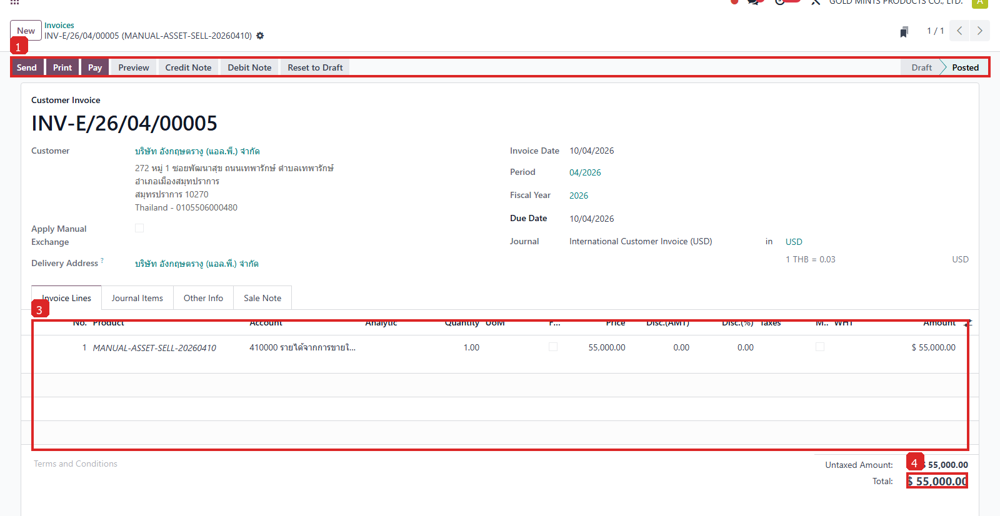 GOLD MINTS PRODUCTS CO., LTD.
A
New
Invoices
INV-E/26/04/00005 (MANUAL-ASSET-SELL-20260410)
1 / 1
1
Send Print Pay Preview Credit Note Debit Note Reset to Draft Draft Posted
Customer Invoice
INV-E/26/04/00005
Customer บริษัท อังกฤษตรางู (แอล.พี.) จำกัด
272 หมู่ 1 ซอยพัฒนาสุข ถนนเทพารักษ์ ตำบลเทพารักษ์
อำเภอเมืองสมุทปราการ
สมุทรปราการ 10270
Thailand - 0105506000480
Apply Manual Exchange
Delivery Address ? บริษัท อังกฤษตรางู (แอล.พี.) จำกัด
Invoice Date 10/04/2026
Period 04/2026
Fiscal Year 2026
Due Date 10/04/2026
Journal International Customer Invoice (USD) in USD
1 THB = 0.03 USD
Invoice Lines Journal Items Other Info Sale Note
3
No. Product Account Analytic Quantity UoM F... Price Disc.(AMT) Disc.(%) Taxes M.. WHT Amount
1 MANUAL-ASSET-SELL-20260410 410000 รายได้จากการขายใ... 1.00 55,000.00 0.00 0.00 $ 55,000.00
Terms and Conditions
Untaxed Amount: $ 55,000.00
4
Total: $ 55,000.00